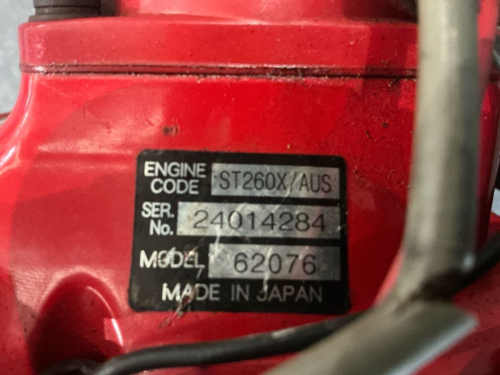 ENGINE CODE ST260X/AUS
SER. No. 24014284
MODEL 62076
MADE IN JAPAN